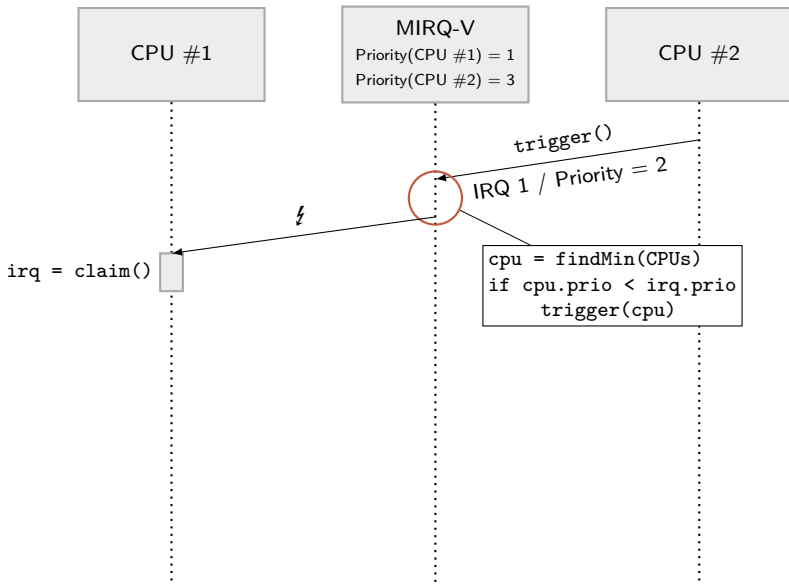 CPU #1
MIRQ-V
Priority(CPU #1) = 1
Priority(CPU #2) = 3
CPU #2
trigger()
IRQ 1 / Priority = 2
irq = claim()
cpu = findMin(CPUs)
if cpu.prio < irq.prio
trigger(cpu)